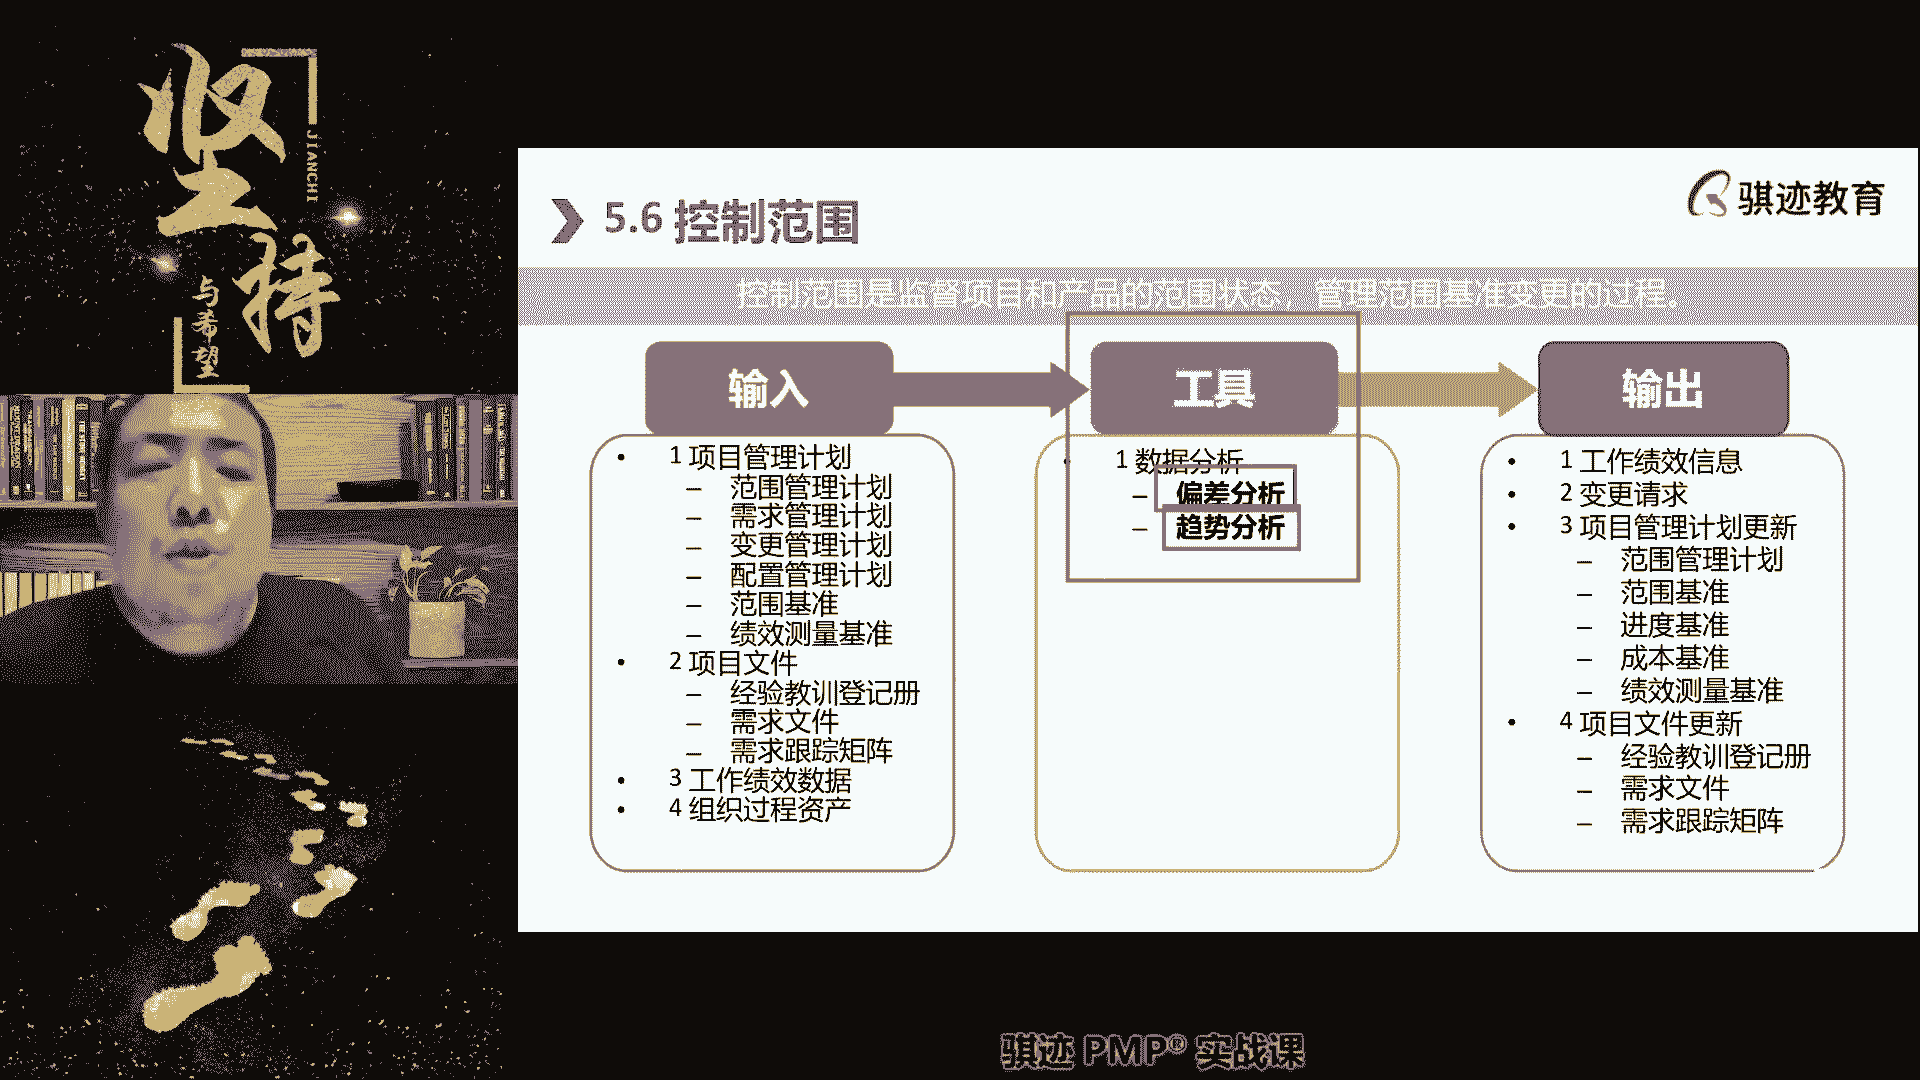 坚持
JIANCHI
与希望
5.6 控制范围
骐迹教育
控制范围是监督项目和产品的范围状态，管理范围基准变更的过程。
输入
工具
输出
• 1 项目管理计划
– 范围管理计划
– 需求管理计划
– 变更管理计划
– 配置管理计划
– 范围基准
– 绩效测量基准
• 2 项目文件
– 经验教训登记册
– 需求文件
– 需求跟踪矩阵
• 3 工作绩效数据
• 4 组织过程资产
• 1 数据分析
– 偏差分析
– 趋势分析
• 1 工作绩效信息
• 2 变更请求
• 3 项目管理计划更新
– 范围管理计划
– 范围基准
– 进度基准
– 成本基准
– 绩效测量基准
• 4 项目文件更新
– 经验教训登记册
– 需求文件
– 需求跟踪矩阵
骐迹 PMP® 实战课